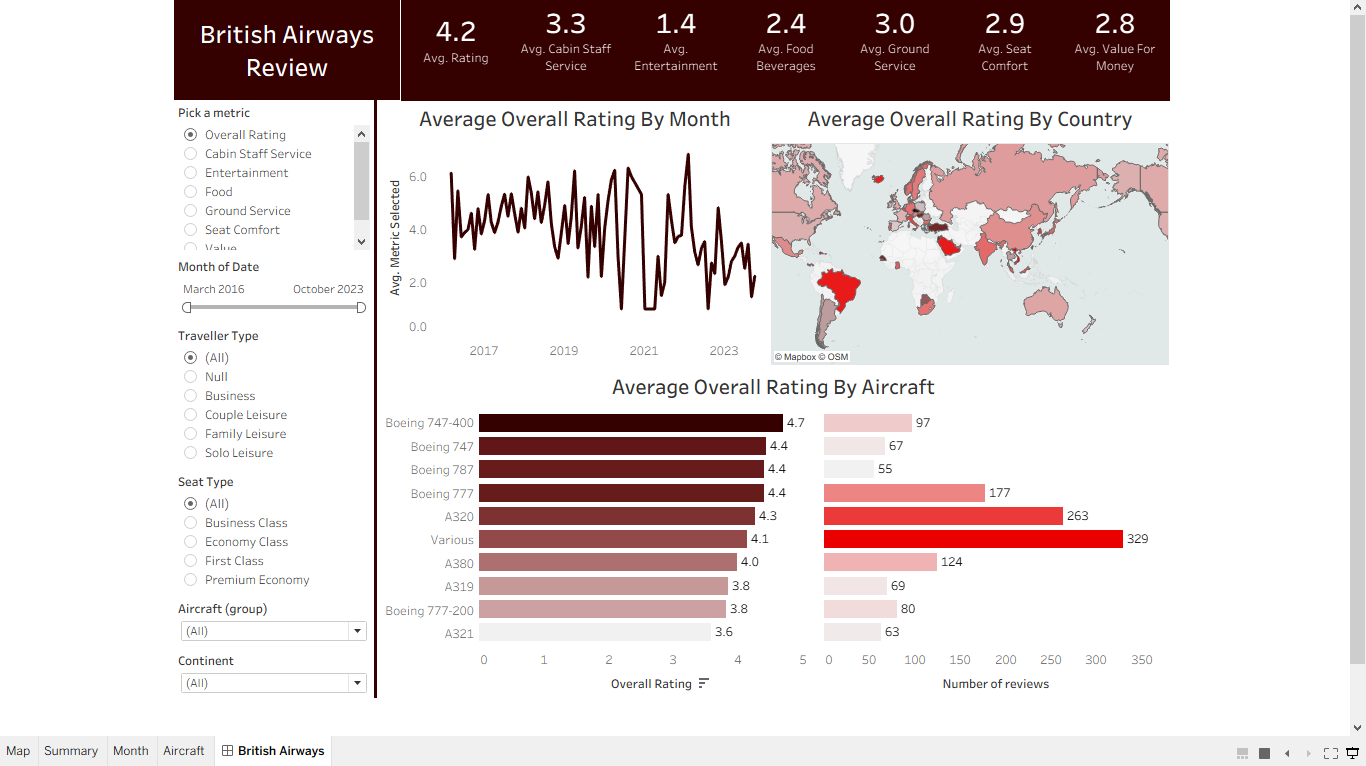 British Airways
Review
4.2
Avg. Rating
3.3
Avg. Cabin Staff
Service
1.4
Avg.
Entertainment
2.4
Avg. Food
Beverages
3.0
Avg. Ground
Service
2.9
Avg. Seat
Comfort
2.8
Avg. Value For
Money
Pick a metric
Overall Rating
Cabin Staff Service
Entertainment
Food
Ground Service
Seat Comfort
Value
Month of Date
March 2016 October 2023
Traveller Type
(All)
Null
Business
Couple Leisure
Family Leisure
Solo Leisure
Seat Type
(All)
Business Class
Economy Class
First Class
Premium Economy
Aircraft (group)
(All)
Continent
(All)
Average Overall Rating By Month
Avg. Metric Selected
6.0
4.0
2.0
0.0
2017 2019 2021 2023
Average Overall Rating By Country
© Mapbox © OSM
Average Overall Rating By Aircraft
Boeing 747-400 4.7 97
Boeing 747 4.4 67
Boeing 787 4.4 55
Boeing 777 4.4 177
A320 4.3 263
Various 4.1 329
A380 4.0 124
A319 3.8 69
Boeing 777-200 3.8 80
A321 3.6 63
0 1 2 3 4 5 0 50 100 150 200 250 300 350
Overall Rating Number of reviews
Map Summary Month Aircraft British Airways